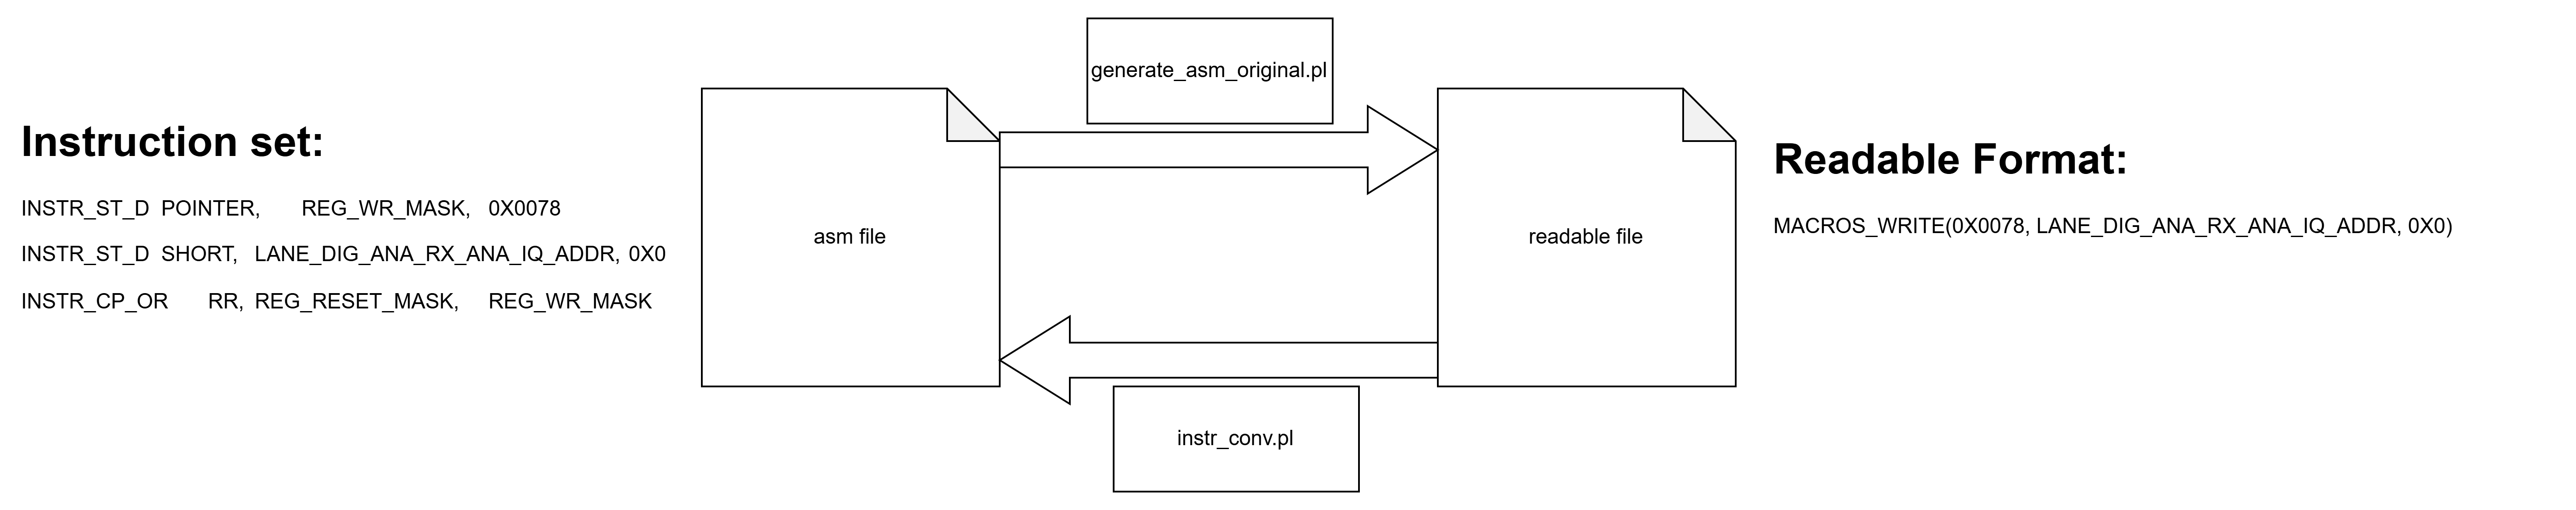 generate_asm_original.pl
Instruction set:
INSTR_ST_D POINTER, REG_WR_MASK, 0X0078
INSTR_ST_D SHORT, LANE_DIG_ANA_RX_ANA_IQ_ADDR, 0X0
INSTR_CP_OR RR, REG_RESET_MASK, REG_WR_MASK
asm file
readable file
Readable Format:
MACROS_WRITE(0X0078, LANE_DIG_ANA_RX_ANA_IQ_ADDR, 0X0)
instr_conv.pl